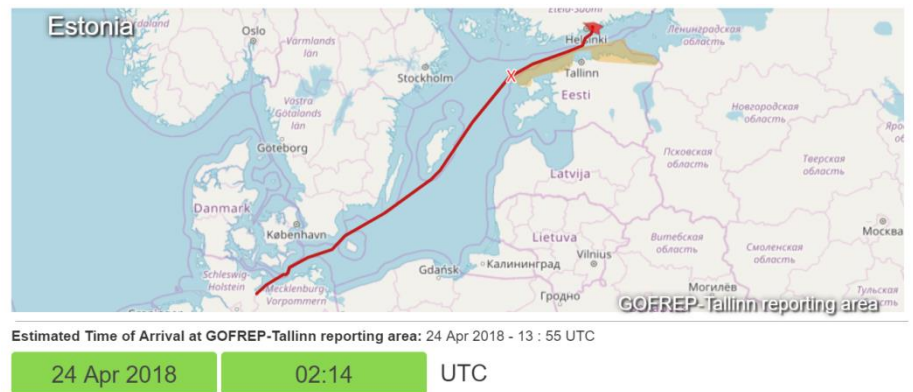 Estonia
Etelä-Suomi
Oslo
Värmlands
län
Helsinki
Ленинградская
область
Stockholm
Tallinn
Eesti
Västra
Götalands
län
Новгородская
область
Göteborg
Псковская
область
Тверская
область
Latvija
Danmark
København
Москва
Lietuva
Витебская
область
Смоленская
область
Vilnius
Gdańsk
Калининград
Schleswig-
Holstein
Mecklenburg-
Vorpommern
Гродно
Могилёв
Тульская
GOFREP-Tallinn reporting area
Estimated Time of Arrival at GOFREP-Tallinn reporting area: 24 Apr 2018 - 13 : 55 UTC
24 Apr 2018 02:14 UTC